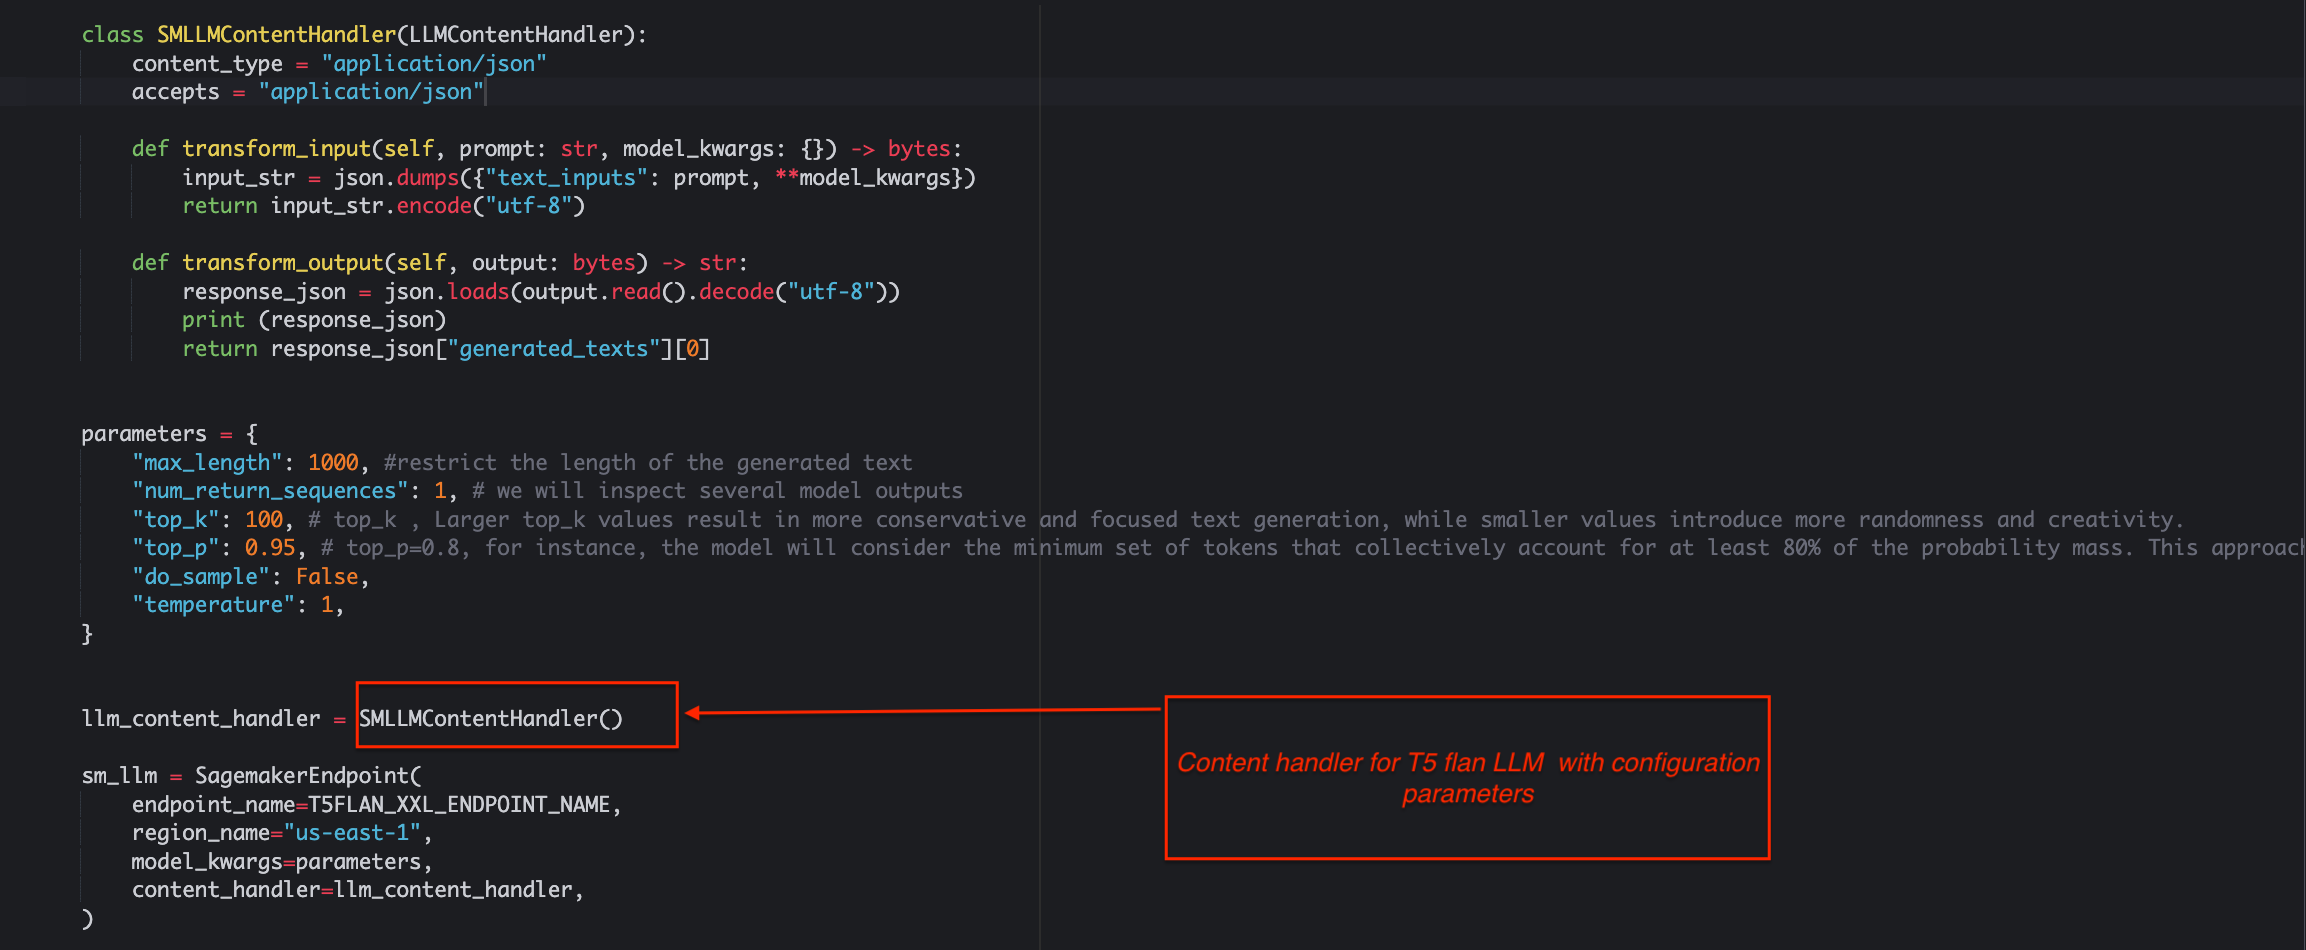 class SMLLMContentHandler(LLMContentHandler):
    content_type = "application/json"
    accepts = "application/json"
    def transform_input(self, prompt: str, model_kwargs: {}) -> bytes:
        input_str = json.dumps({"text_inputs": prompt, **model_kwargs})
        return input_str.encode("utf-8")
    def transform_output(self, output: bytes) -> str:
        response_json = json.loads(output.read().decode("utf-8"))
        print (response_json)
        return response_json["generated_texts"][0]
parameters = {
    "max_length": 1000, #restrict the length of the generated text
    "num_return_sequences": 1, # we will inspect several model outputs
    "top_k": 100, # top_k , Larger top_k values result in more conservative and focused text generation, while smaller values introduce more randomness and creativity.
    "top_p": 0.95, # top_p=0.8, for instance, the model will consider the minimum set of tokens that collectively account for at least 80% of the probability mass. This approach
    "do_sample": False,
    "temperature": 1,
}
llm_content_handler = SMLLMContentHandler()
Content handler for T5 flan LLM  with configuration
parameters
sm_llm = SagemakerEndpoint(
    endpoint_name=T5FLAN_XXL_ENDPOINT_NAME,
    region_name="us-east-1",
    model_kwargs=parameters,
    content_handler=llm_content_handler,
)